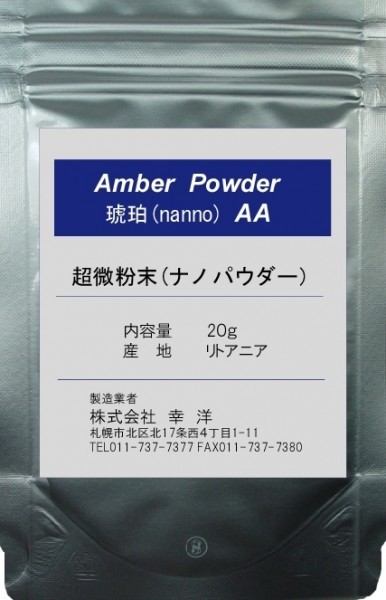 Amber Powder
琥珀(nanno) AA
超微粉末(ナノパウダー)
内容量 20g
産 地 リトアニア
製造業者
株式会社 幸 洋
札幌市北区北17条西4丁目1-11
TEL011-737-7377 FAX011-737-7380